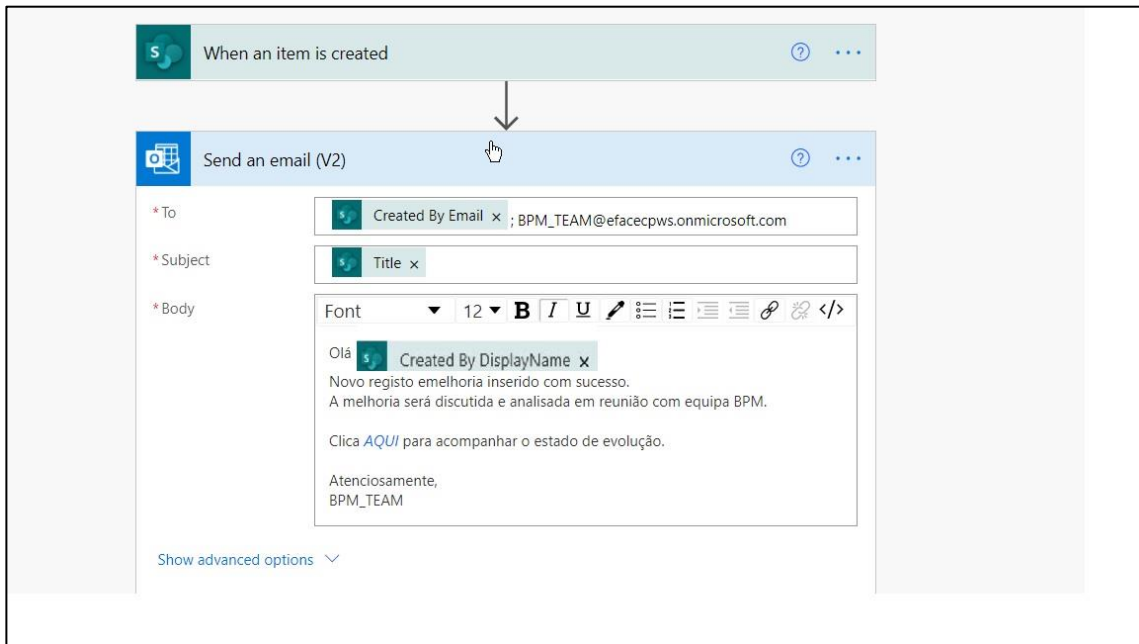 When an item is created
Send an email (V2)
* To
Created By Email × ; BPM_TEAM@efacecpws.onmicrosoft.com
* Subject
Title ×
* Body
Font 12 B I U </>
Olá Created By DisplayName ×
Novo registo emelhoria inserido com sucesso.
A melhoria será discutida e analisada em reunião com equipa BPM.
Clica AQUI para acompanhar o estado de evolução.
Atenciosamente,
BPM_TEAM
Show advanced options